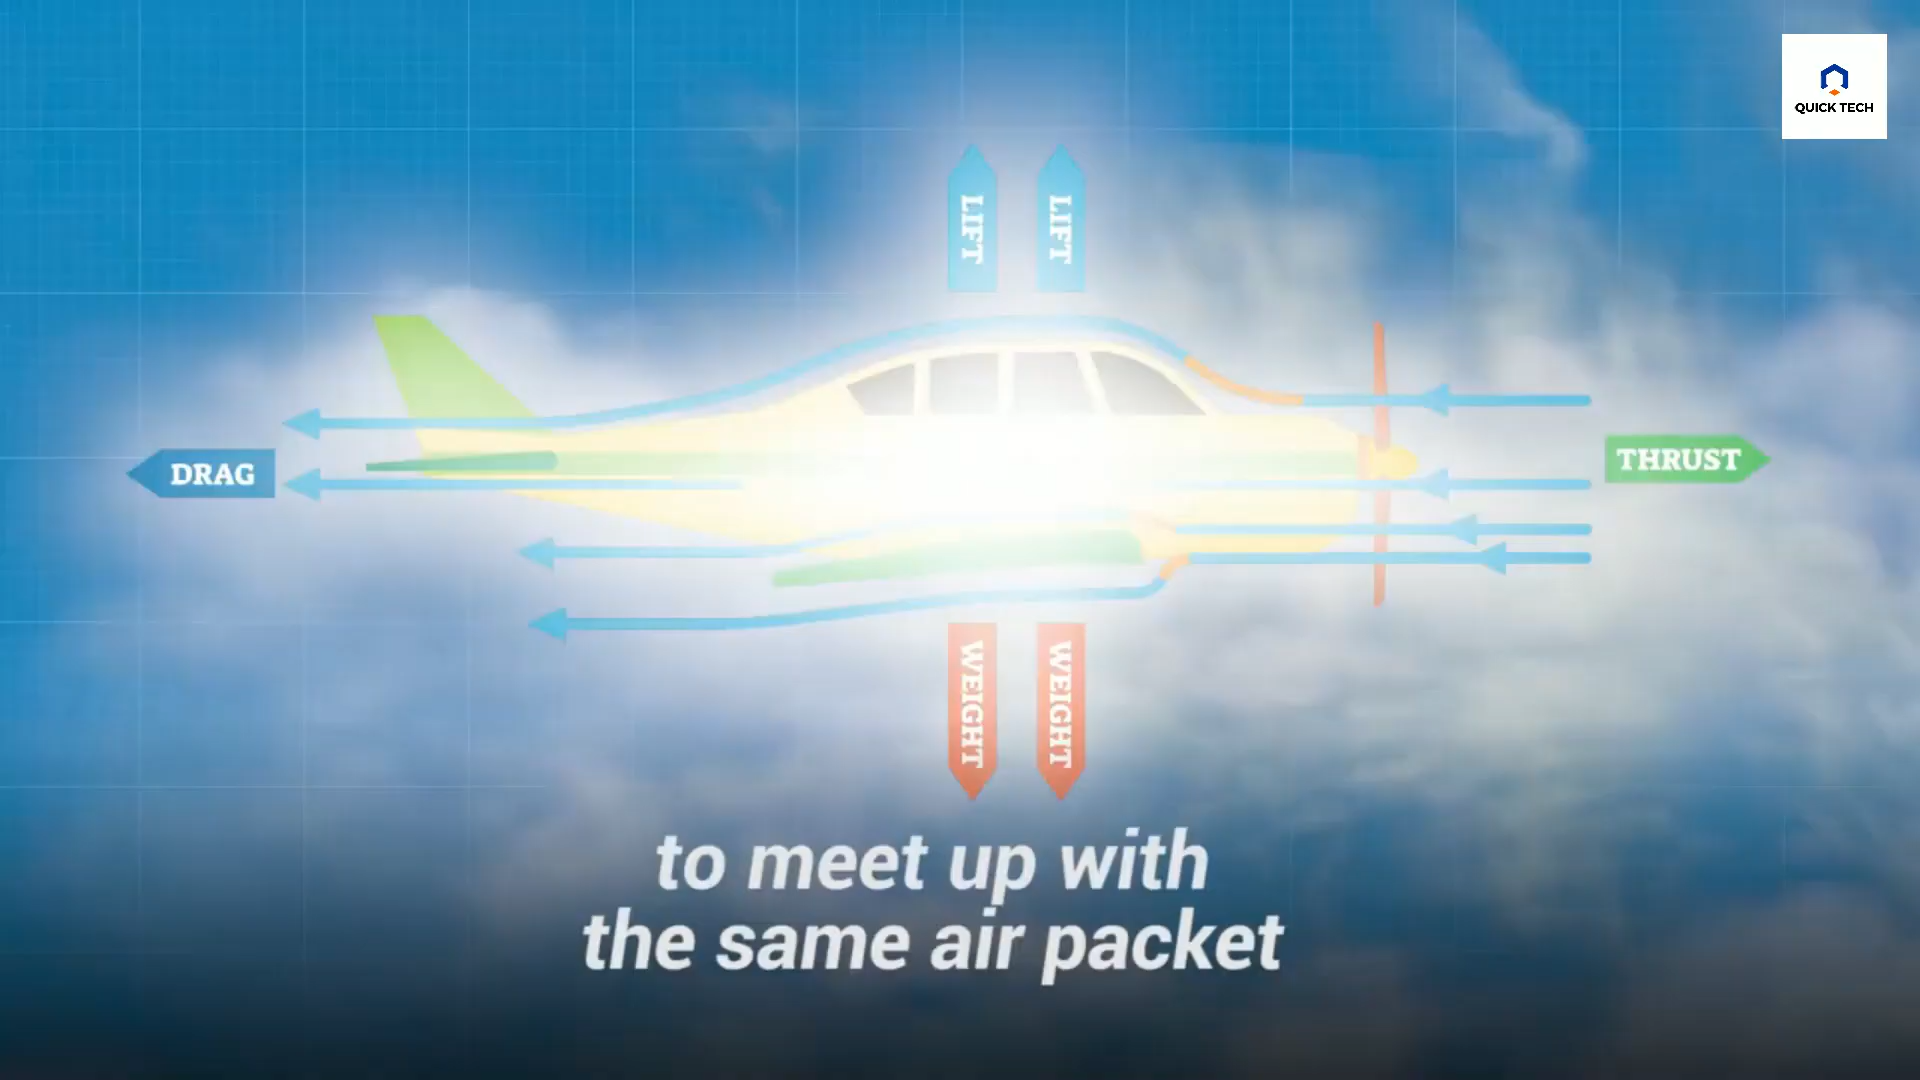 QUICK TECH
LIFT
LIFT
DRAG
THRUST
WEIGHT
WEIGHT
to meet up with
the same air packet